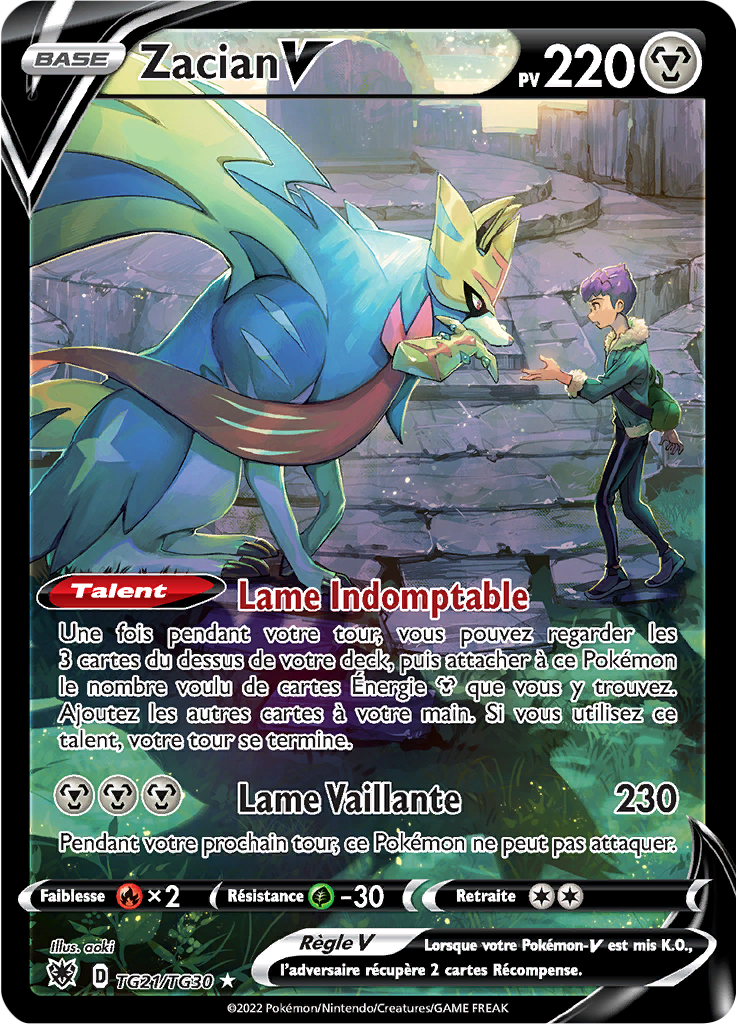 BASE Zacian V PV 220
Talent Lame Indomptable
Une fois pendant votre tour, vous pouvez regarder les
3 cartes du dessus de votre deck, puis attacher à ce Pokémon
le nombre voulu de cartes Énergie que vous y trouvez.
Ajoutez les autres cartes à votre main. Si vous utilisez ce
talent, votre tour se termine.
Lame Vaillante 230
Pendant votre prochain tour, ce Pokémon ne peut pas attaquer.
Faiblesse ×2 Résistance -30 Retraite
Illus. aoki
Règle V Lorsque votre Pokémon-V est mis K.O.,
l'adversaire récupère 2 cartes Récompense.
D TG21/TG30 ★
©2022 Pokémon/Nintendo/Creatures/GAME FREAK